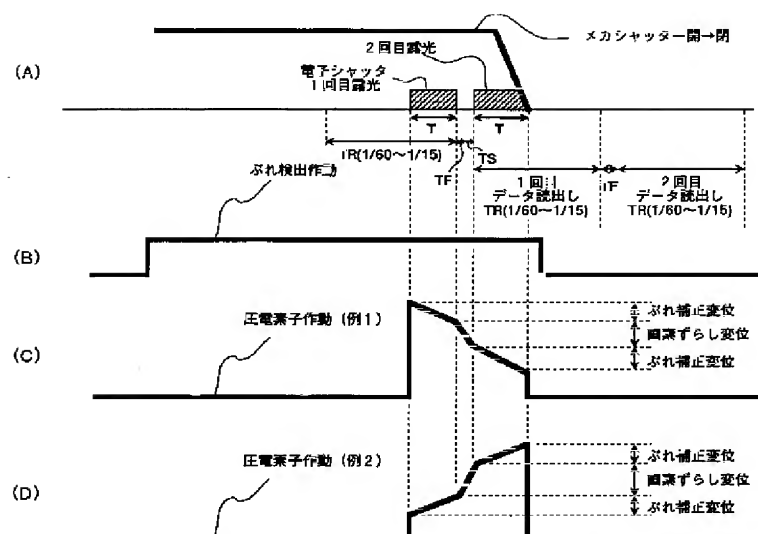 メカシャッター開→閉
2回目露光
(A)
電子シャッタ
1回目露光
T
T
TR(1/60~1/15)
TF
TS
1回目
データ読出し
TR(1/60~1/15)
TF
2回目
データ読出し
TR(1/60~1/15)
ぶれ検出作動
(B)
圧電素子作動(例1)
(C)
ぶれ補正変位
画素ずらし変位
ぶれ補正変位
圧電素子作動(例2)
(D)
ぶれ補正変位
画素ずらし変位
ぶれ補正変位